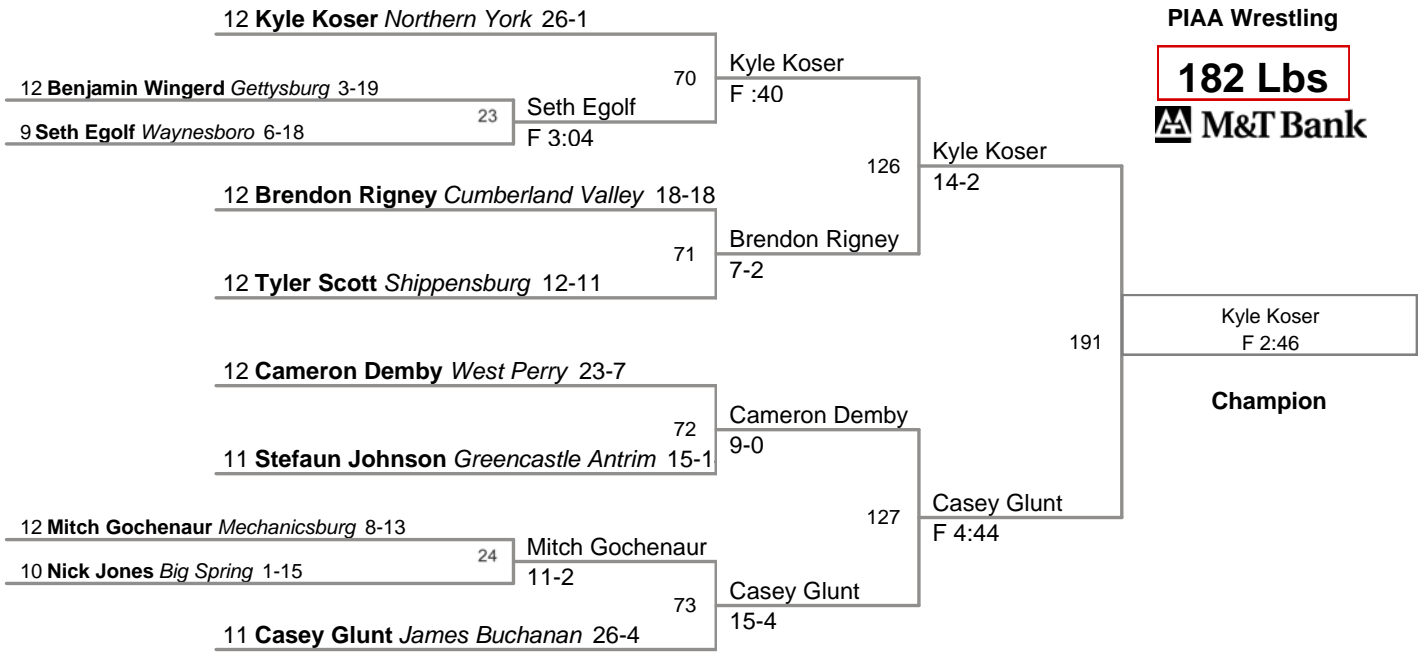 12 Kyle Koser Northern York 26-1
PIAA Wrestling
182 Lbs
M&T Bank
70
Kyle Koser
F :40
12 Benjamin Wingerd Gettysburg 3-19
23
Seth Egolf
F 3:04
9 Seth Egolf Waynesboro 6-18
126
Kyle Koser
14-2
12 Brendon Rigney Cumberland Valley 18-18
71
Brendon Rigney
7-2
12 Tyler Scott Shippensburg 12-11
191
Kyle Koser
F 2:46
Champion
12 Cameron Demby West Perry 23-7
72
Cameron Demby
9-0
11 Stefaun Johnson Greencastle Antrim 15-1
127
Casey Glunt
F 4:44
12 Mitch Gochenaur Mechanicsburg 8-13
24
Mitch Gochenaur
11-2
10 Nick Jones Big Spring 1-15
73
Casey Glunt
15-4
11 Casey Glunt James Buchanan 26-4